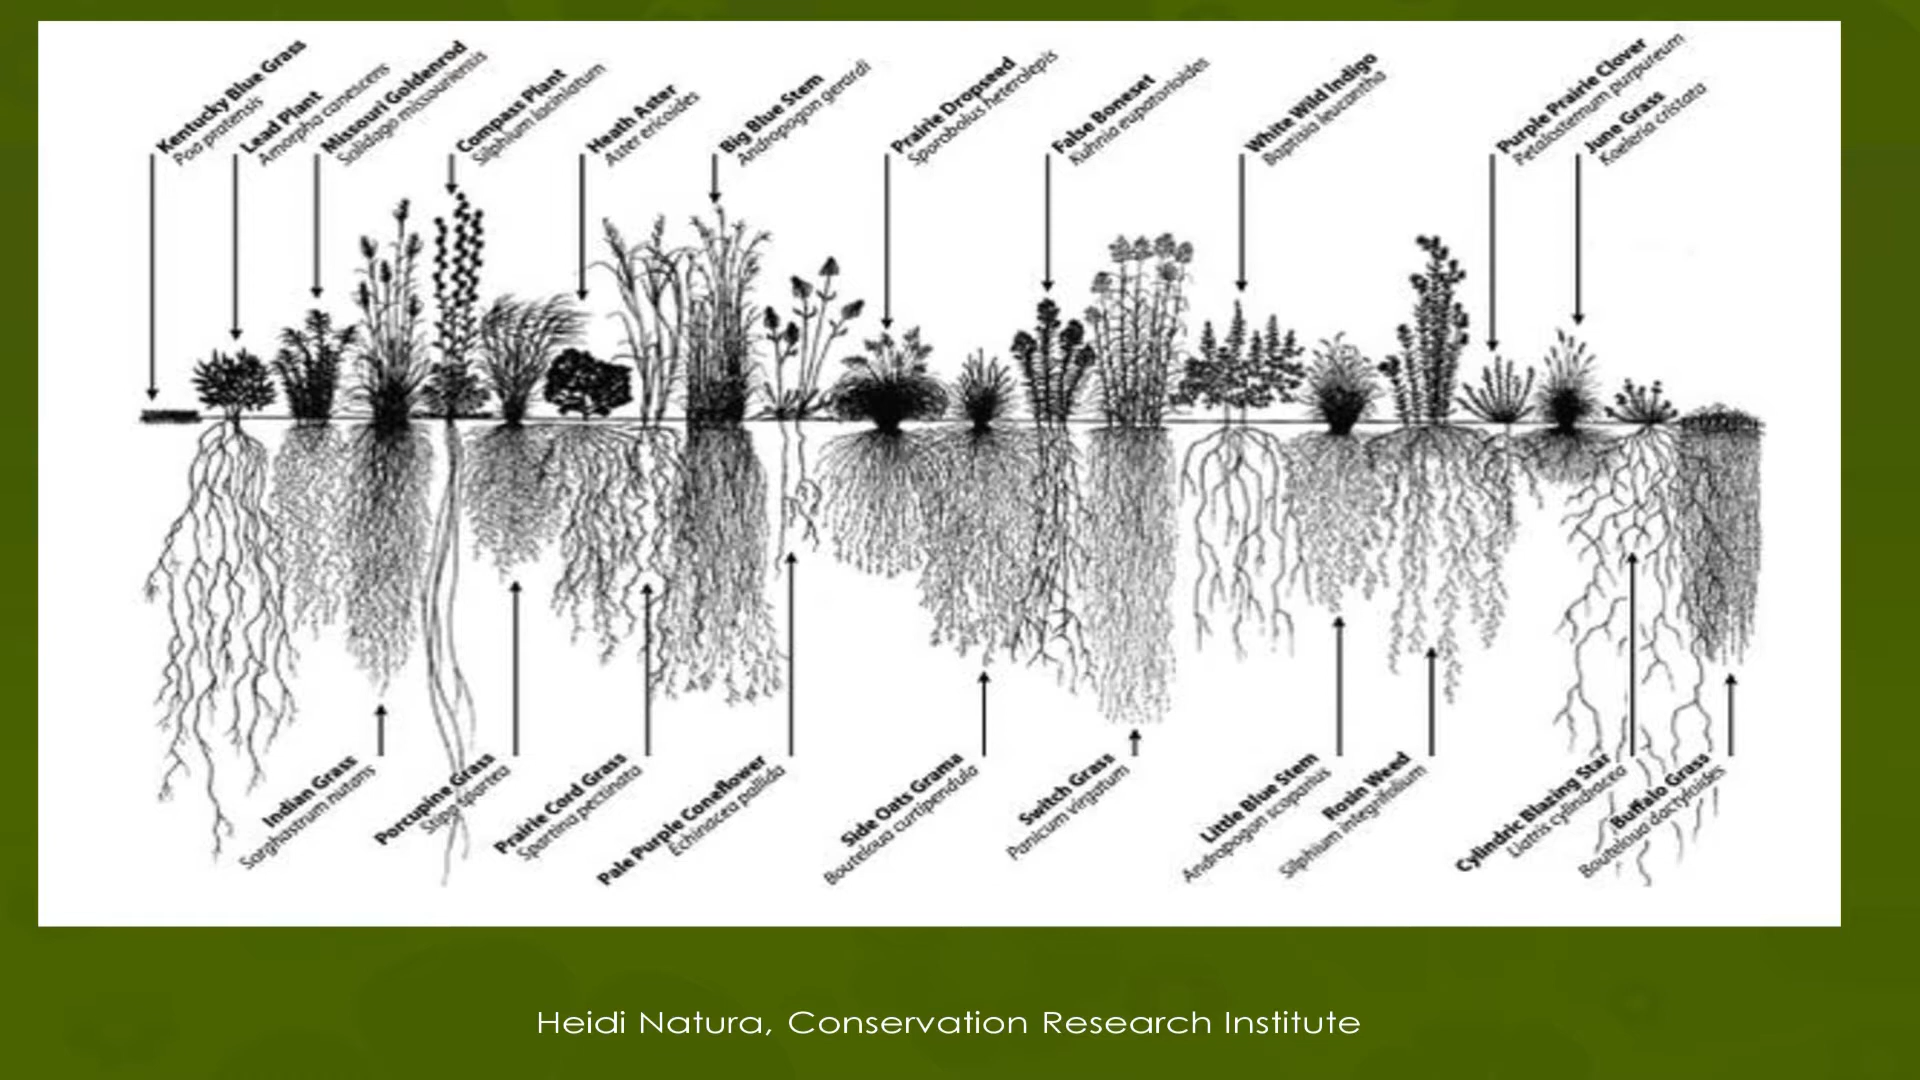 Kentucky Blue Grass
Poa pratensis
Lead Plant
Amorpha canescens
Missouri Goldenrod
Solidago missouriensis
Compass Plant
Silphium laciniatum
Heath Aster
Aster ericoides
Big Blue Stem
Andropogon gerardi
Prairie Dropseed
Sporobolus heterolepis
False Boneset
Kuhnia eupatorioides
White Wild Indigo
Baptisia leucantha
Purple Prairie Clover
Petalostemum purpureum
June Grass
Koeleria cristata
Indian Grass
Sorghastrum nutans
Porcupine Grass
Stipa spartea
Prairie Cord Grass
Spartina pectinata
Pale Purple Coneflower
Echinacea pallida
Side Oats Grama
Bouteloua curtipendula
Switch Grass
Panicum virgatum
Little Blue Stem
Andropogon scoparius
Rosin Weed
Silphium integrifolium
Cylindric Blazing Star
Liatris cylindracea
Buffalo Grass
Bouteloua dactyloides
Heidi Natura, Conservation Research Institute